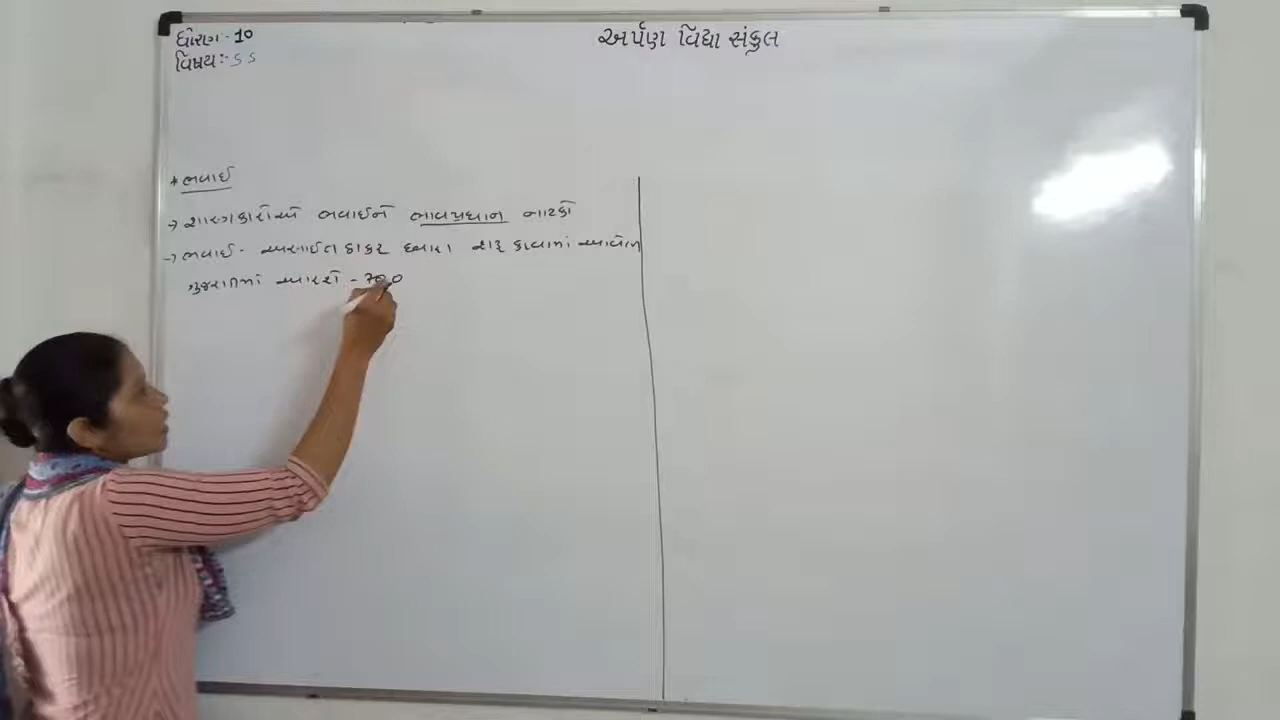 ધોરણ - 10
વિષય :- SS
અર્પણ વિદ્યા સંકુલ
* ભવાઈ
→ શાસ્ત્રકારોએ ભવાઈને ભાવપ્રધાન નાટકો
→ ભવાઈ - અસાઈત ઠાકર દ્વારા શરૂ કરવામાં આવેલ
ગુજરાતમાં આશરે - 700